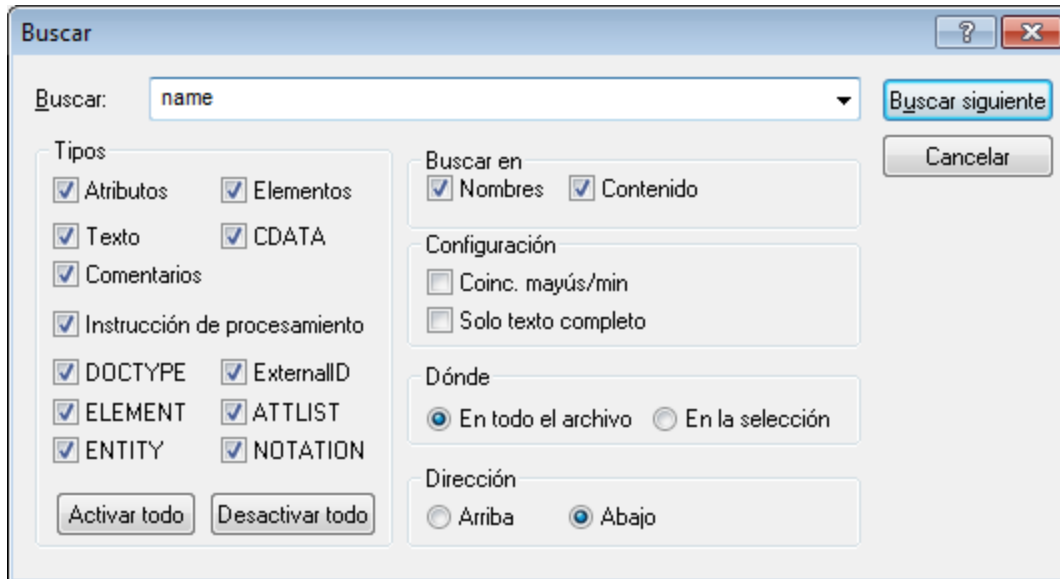 Buscar
Buscar: name
Buscar siguiente
Cancelar
Tipos
Atributos Elementos
Texto CDATA
Comentarios
Instrucción de procesamiento
DOCTYPE ExternalID
ELEMENT ATTLIST
ENTITY NOTATION
Activar todo Desactivar todo
Buscar en
Nombres Contenido
Configuración
Coinc. mayús/min
Solo texto completo
Dónde
En todo el archivo En la selección
Dirección
Arriba Abajo